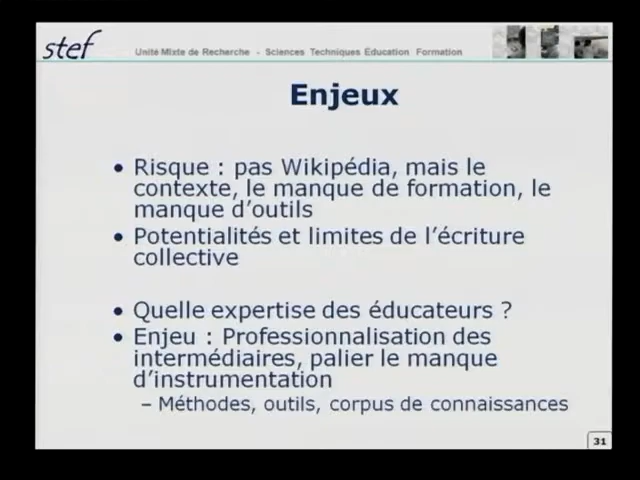 stef
Unité Mixte de Recherche - Sciences Techniques Education Formation
Enjeux
• Risque : pas Wikipédia, mais le
contexte, le manque de formation, le
manque d'outils
• Potentialités et limites de l'écriture
collective
• Quelle expertise des éducateurs ?
• Enjeu : Professionnalisation des
intermédiaires, palier le manque
d'instrumentation
– Méthodes, outils, corpus de connaissances
31